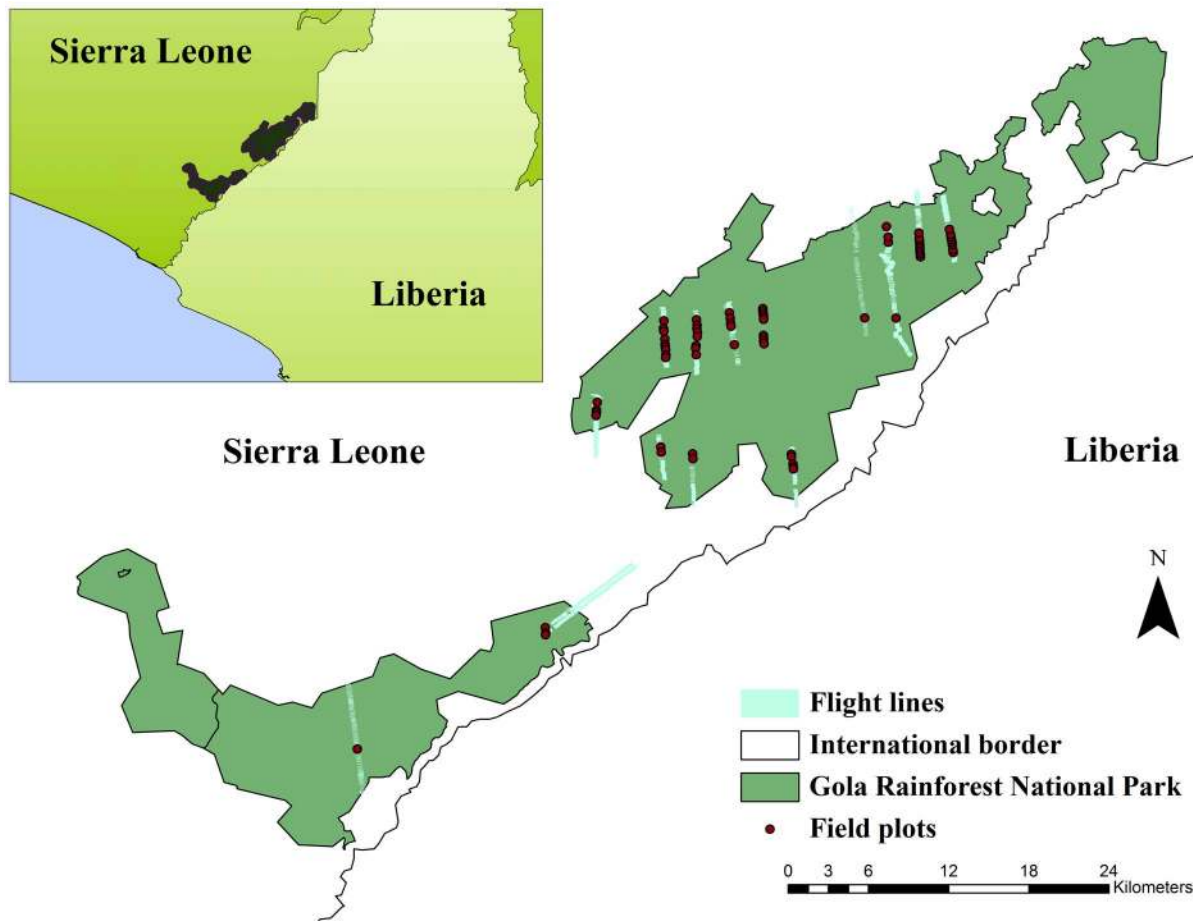 Sierra Leone
Liberia
Sierra Leone
Liberia
N
Flight lines
International border
Gola Rainforest National Park
Field plots
0 3 6 12 18 24
Kilometers